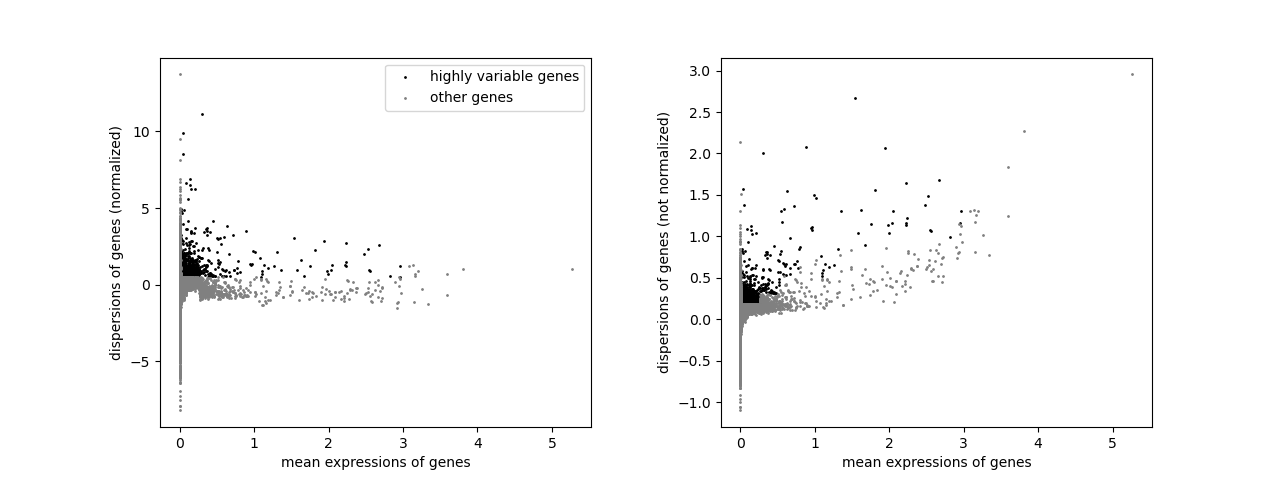 highly variable genes
other genes
dispersions of genes (normalized)
10
5
0
−5
0 1 2 3 4 5
mean expressions of genes
dispersions of genes (not normalized)
3.0
2.5
2.0
1.5
1.0
0.5
0.0
−0.5
−1.0
0 1 2 3 4 5
mean expressions of genes